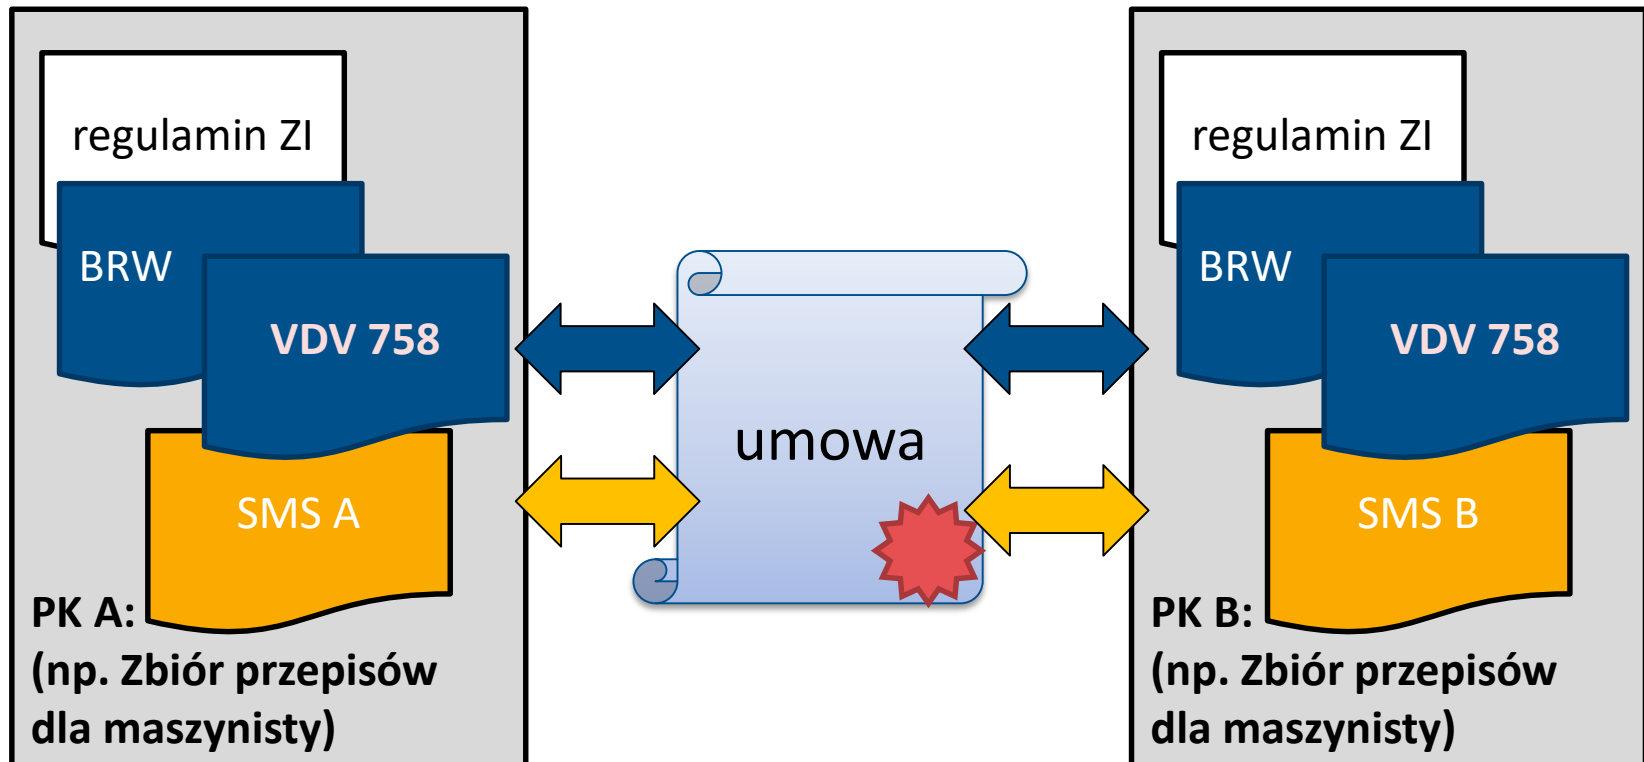 regulamin ZI
BRW
VDV 758
SMS A
PK A:
(np. Zbiór przepisów
dla maszynisty)
umowa
regulamin ZI
BRW
VDV 758
SMS B
PK B:
(np. Zbiór przepisów
dla maszynisty)